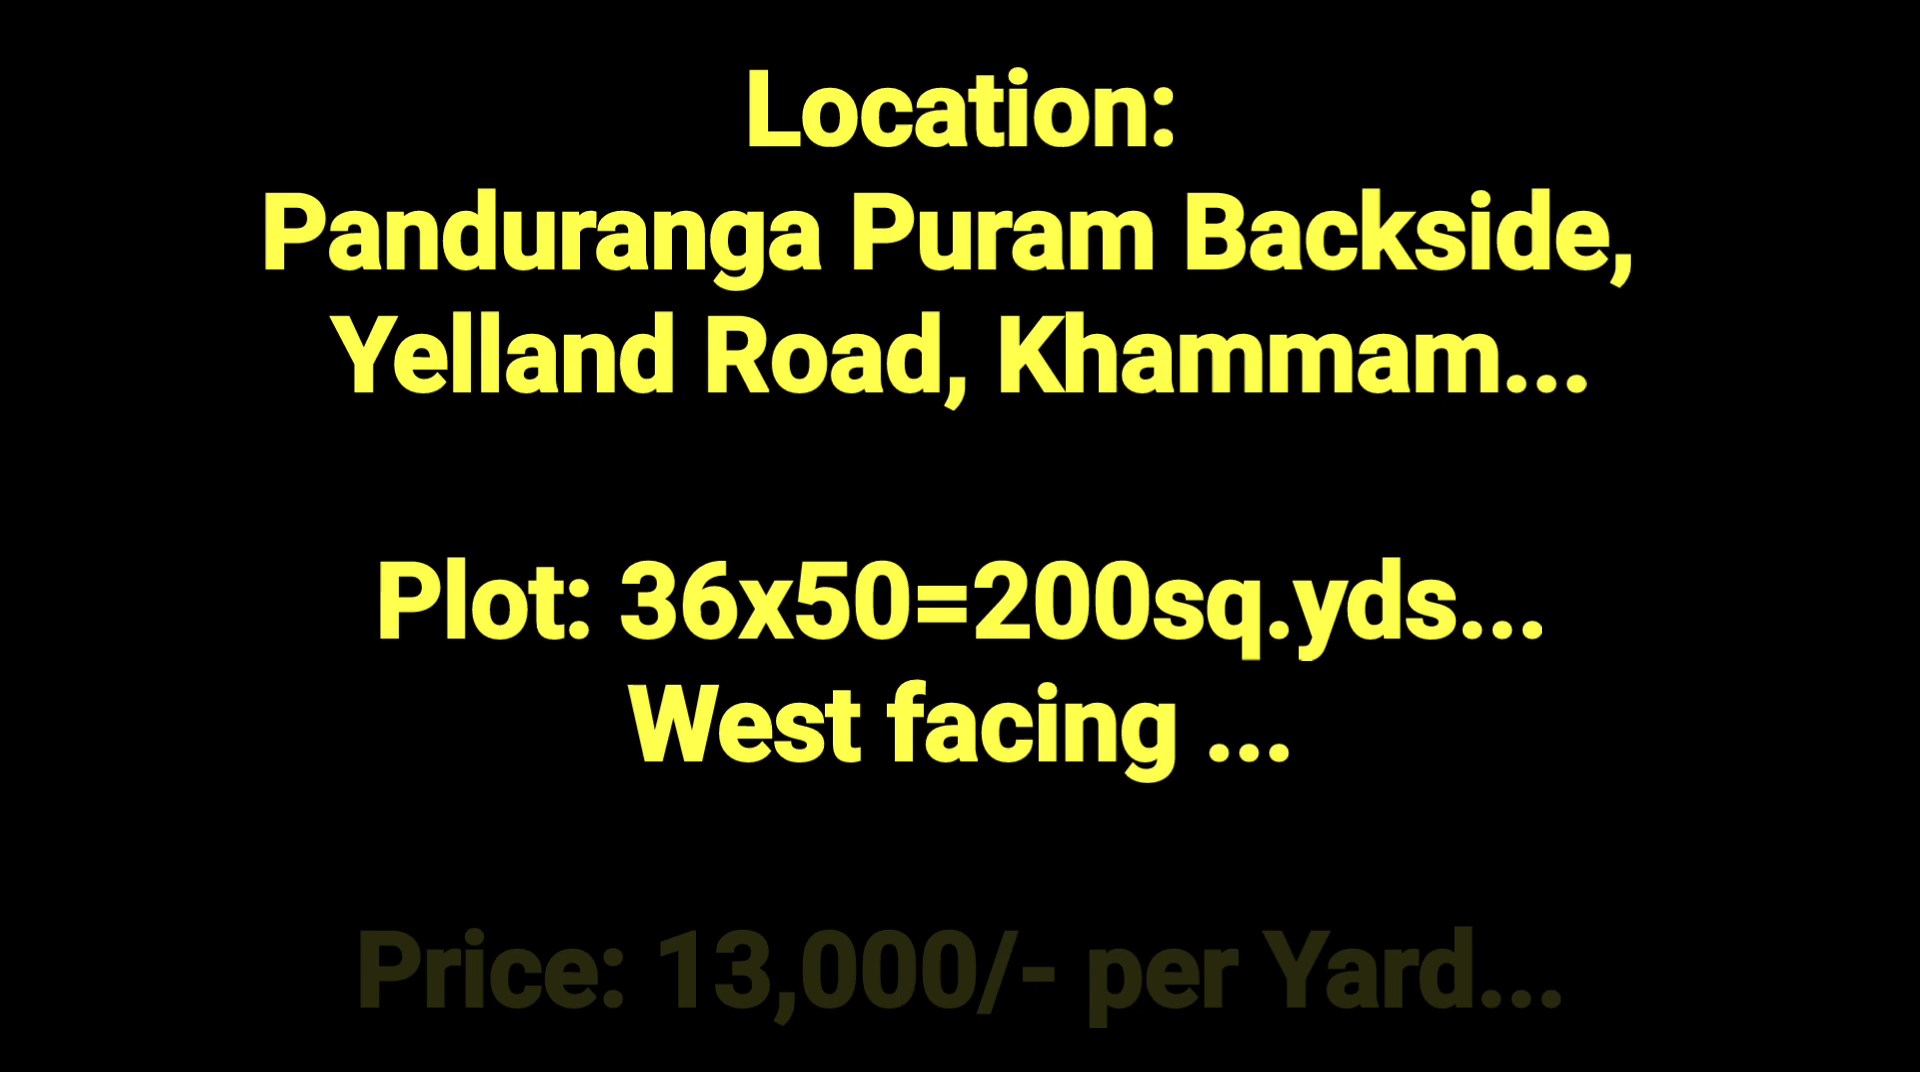 Location:
Panduranga Puram Backside,
Yelland Road, Khammam...
Plot: 36x50=200sq.yds...
West facing ...
Price: 13,000/- per Yard...